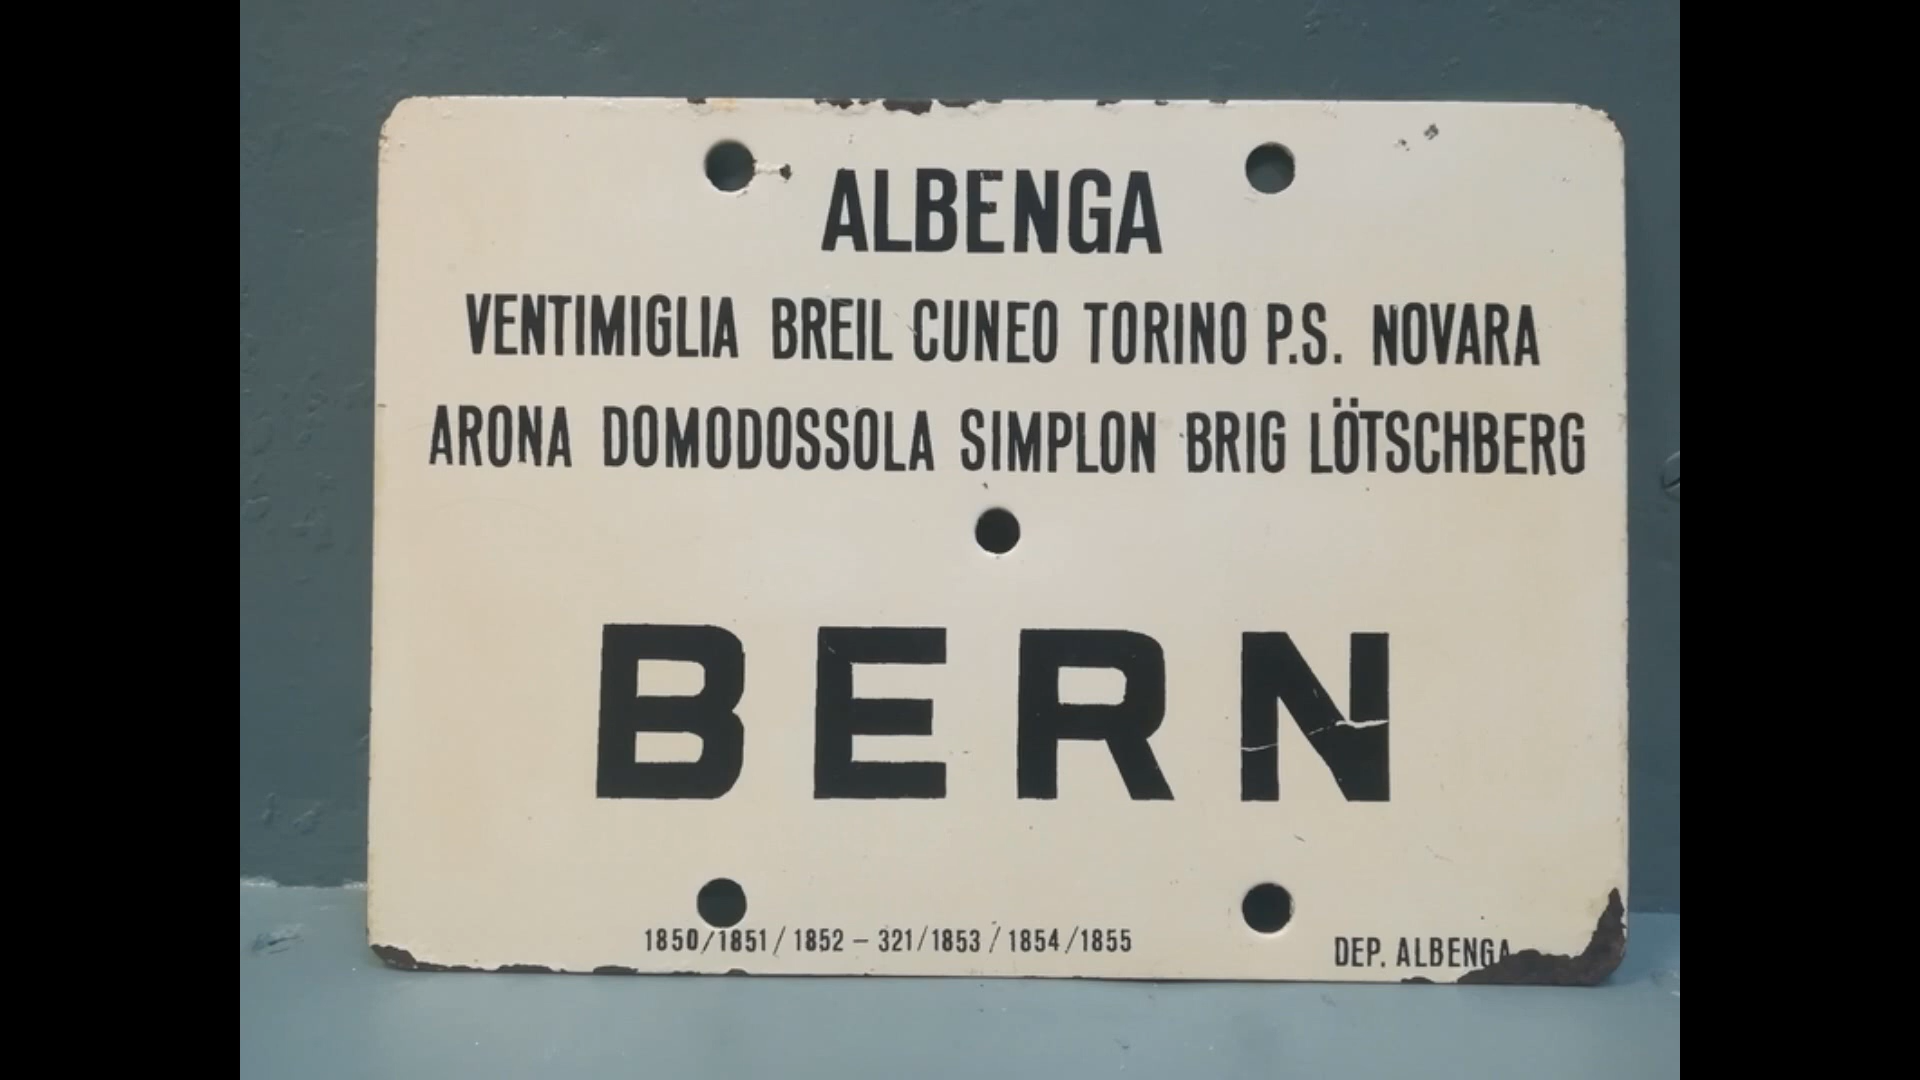 ALBENGA
VENTIMIGLIA BREIL CUNEO TORINO P.S. NOVARA
ARONA DOMODOSSOLA SIMPLON BRIG LÖTSCHBERG
BERN
1850/1851/1852 – 321/1853/1854/1855
DEP. ALBENGA